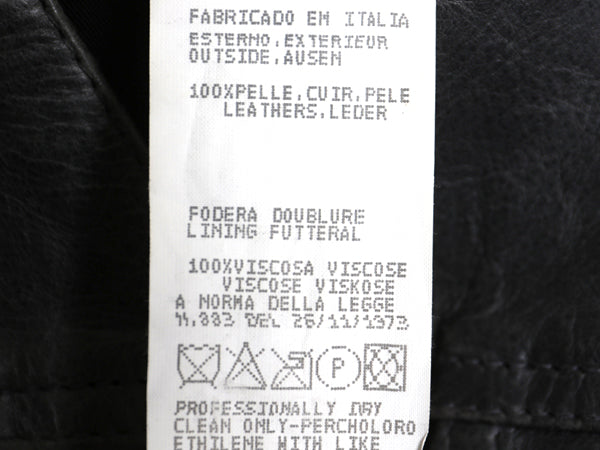 FABRICADO EN ITALIA
ESTERNO.EXTERIEUR
OUTSIDE.AUSEN
100%PELLE.CUIR.PELE
LEATHERS.LEDER
FODERA DOUBLURE
LINING FUTTERAL
100%VISCOSA VISCOSE
VISCOSE VISKOSE
A NORMA DELLA LEGGE
N.883 DEL 26/11/1973
P
PROFESSIONALLY DRY
CLEAN ONLY-PERCHOLORO
ETHILENE WITH LIKE